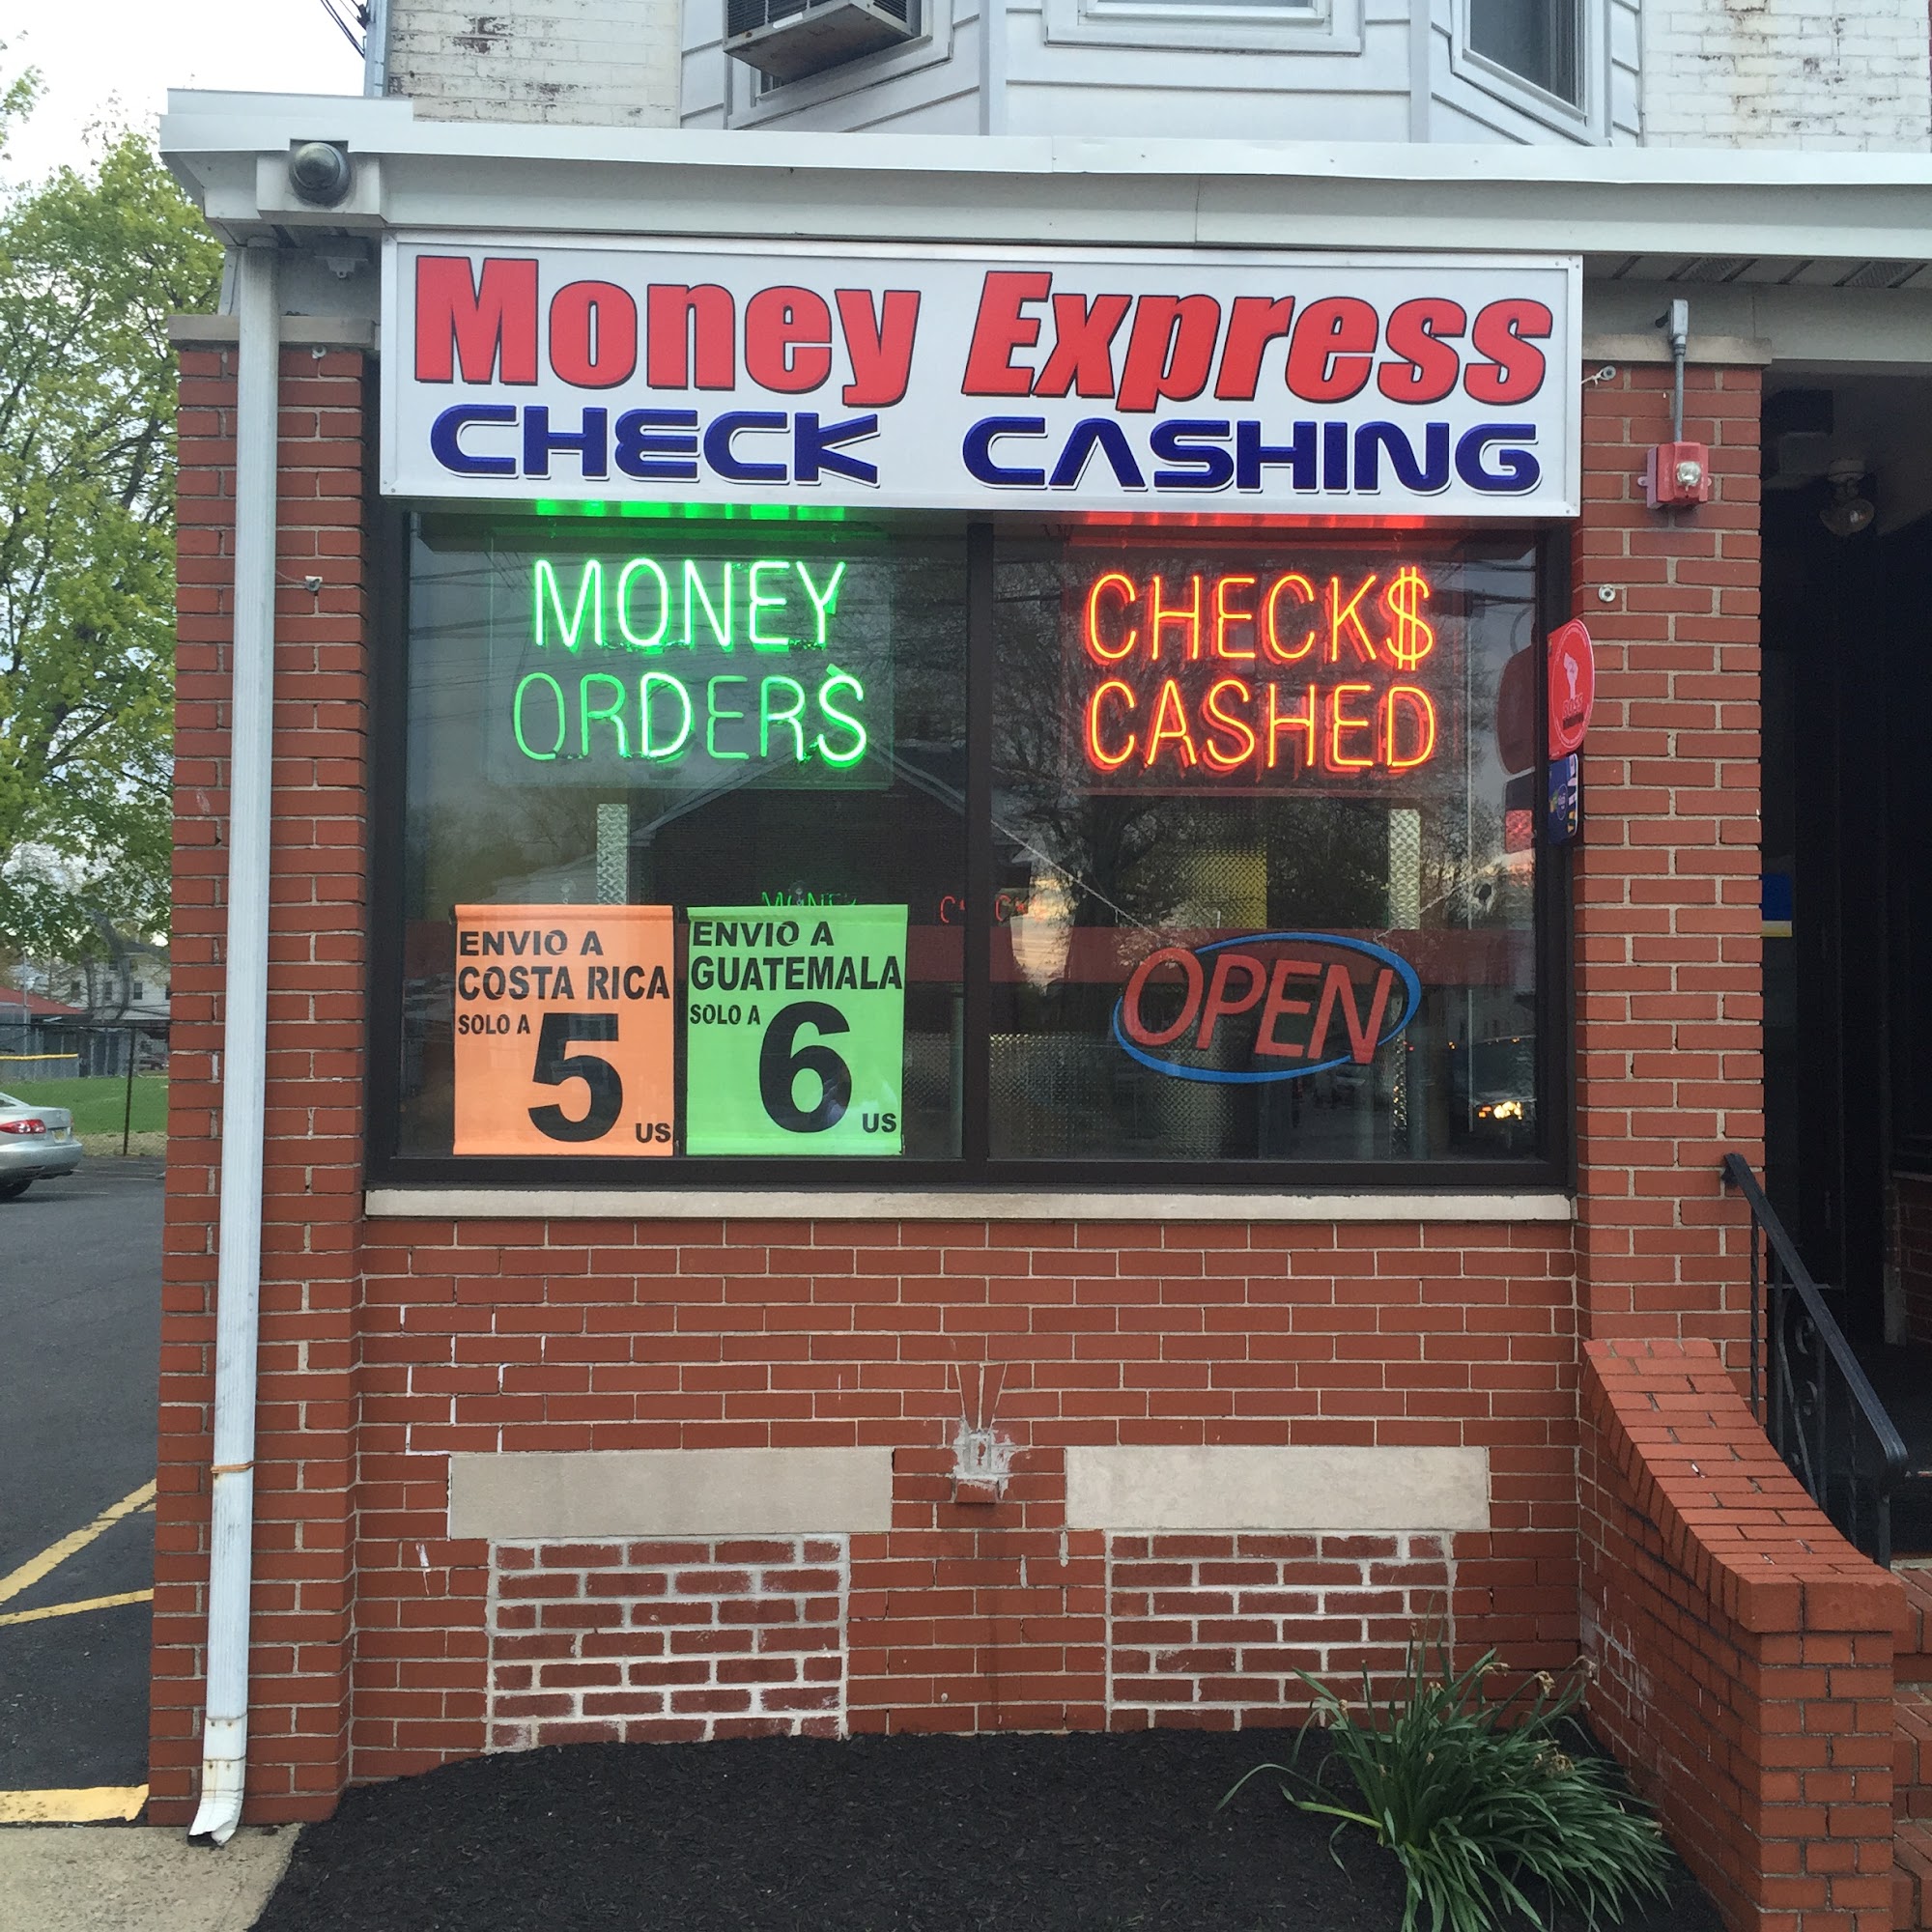 Money Express
CHECK CASHING
MONEY
ORDERS
CHECK$
CASHED
ENVIO A
COSTA RICA
SOLO A
5
US
ENVIO A
GUATEMALA
SOLO A
6
US
OPEN